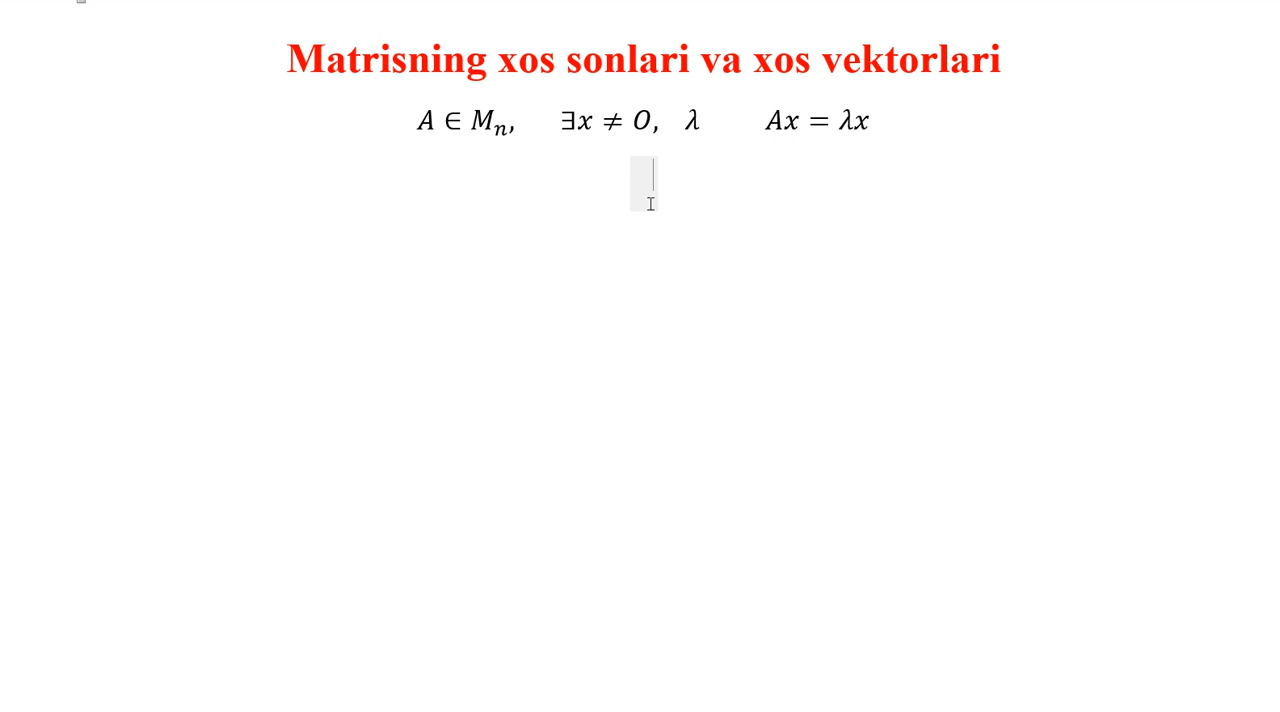 Matrisning xos sonlari va xos vektorlari
A ∈ Mₙ, ∃x ≠ O, λ Ax = λx